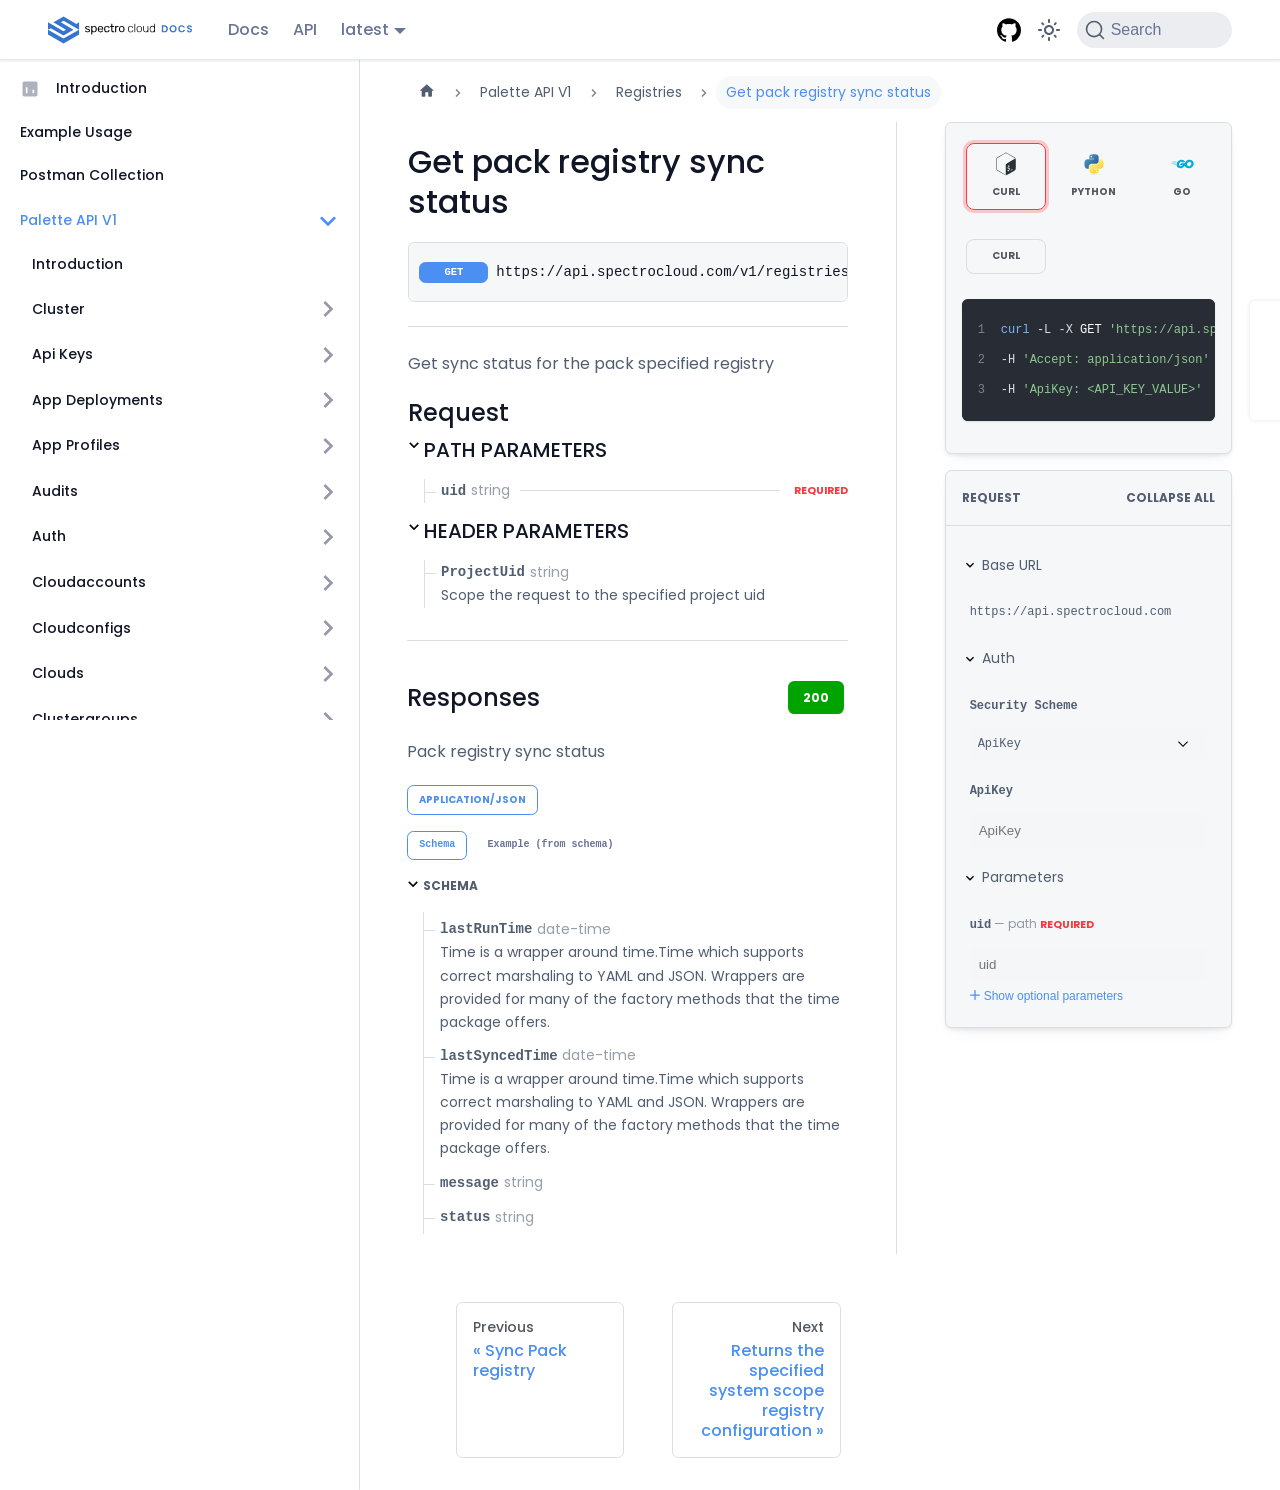 spectro cloud DOCS
Docs
API
latest
Search
Introduction
Example Usage
Postman Collection
Palette API V1
Introduction
Cluster
Api Keys
App Deployments
App Profiles
Audits
Auth
Cloudaccounts
Cloudconfigs
Clouds
Clustergroups
Palette API V1
Registries
Get pack registry sync status
Get pack registry sync
status
GET https://api.spectrocloud.com/v1/registries
Get sync status for the pack specified registry
Request
PATH PARAMETERS
uid string REQUIRED
HEADER PARAMETERS
ProjectUid string
Scope the request to the specified project uid
Responses
200
Pack registry sync status
APPLICATION/JSON
Schema
Example (from schema)
SCHEMA
lastRunTime date-time
Time is a wrapper around time.Time which supports
correct marshaling to YAML and JSON. Wrappers are
provided for many of the factory methods that the time
package offers.
lastSyncedTime date-time
Time is a wrapper around time.Time which supports
correct marshaling to YAML and JSON. Wrappers are
provided for many of the factory methods that the time
package offers.
message string
status string
Previous
« Sync Pack
registry
Next
Returns the
specified
system scope
registry
configuration »
CURL
PYTHON
GO
CURL
1 curl -L -X GET 'https://api.sp
2 -H 'Accept: application/json'
3 -H 'ApiKey: <API_KEY_VALUE>'
REQUEST
COLLAPSE ALL
Base URL
https://api.spectrocloud.com
Auth
Security Scheme
ApiKey
ApiKey
ApiKey
Parameters
uid — path REQUIRED
uid
Show optional parameters